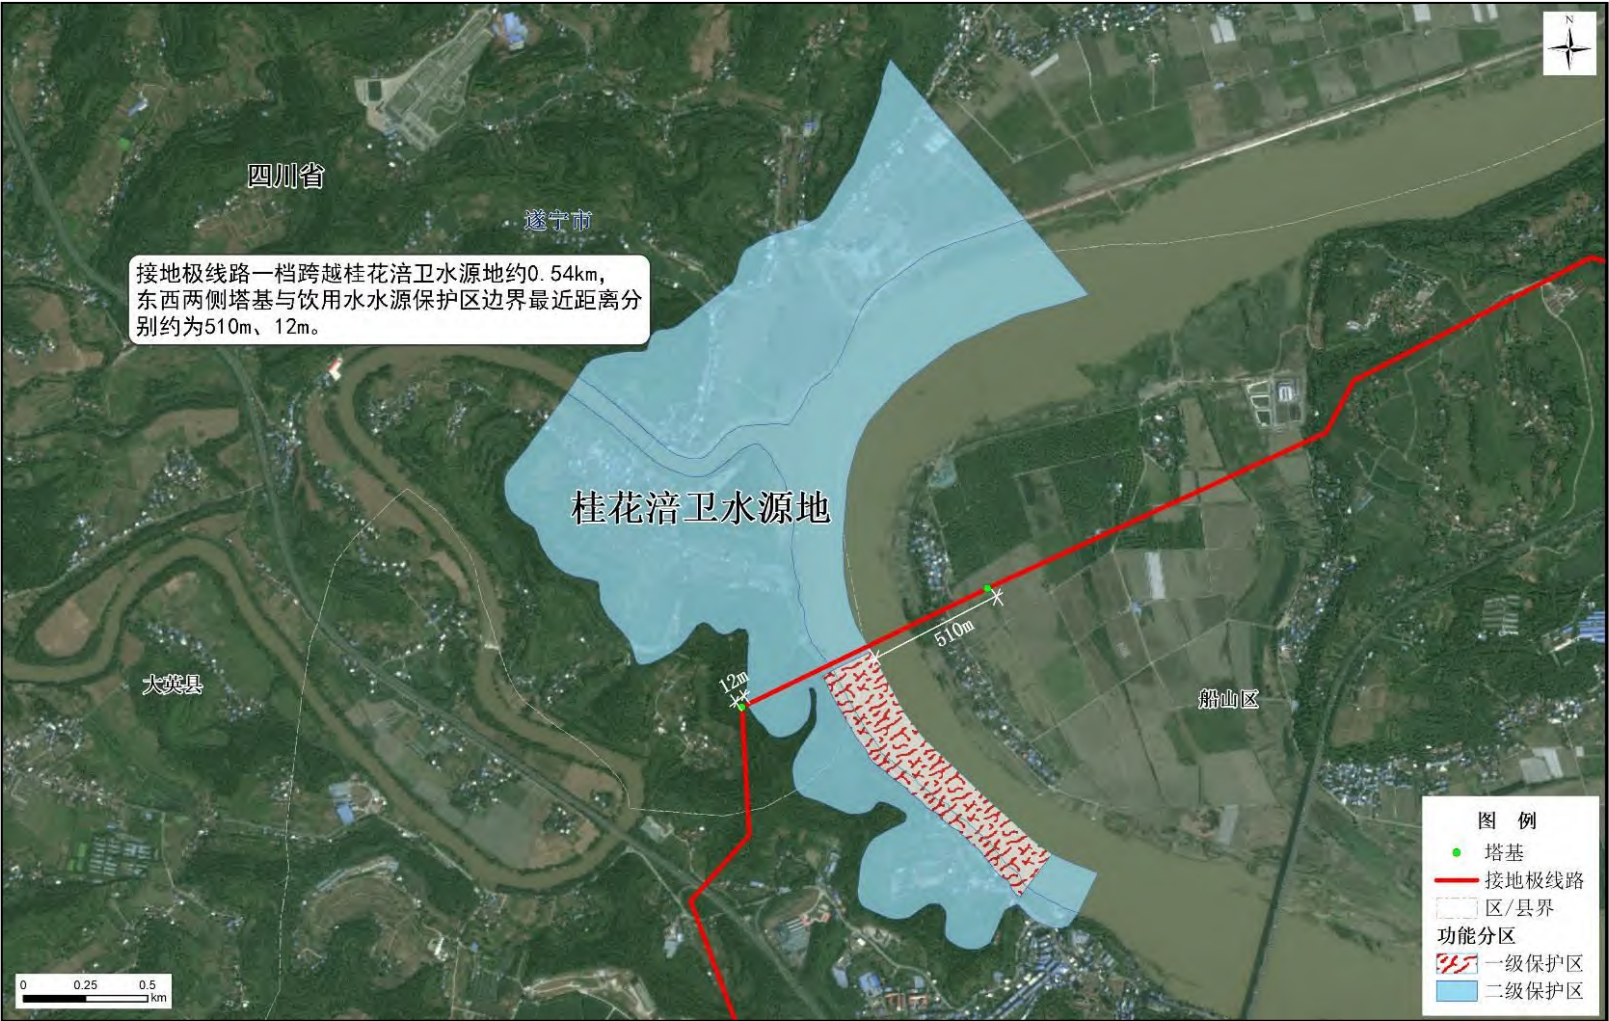 N
四川省
遂宁市
接地极线路一档跨越桂花涪卫水源地约0.54km，
东西两侧塔基与饮用水水源保护区边界最近距离分
别约为510m、12m。
桂花涪卫水源地
510m
12m
大英县
船山区
图 例
塔基
接地极线路
区/县界
功能分区
一级保护区
二级保护区
0 0.25 0.5
km